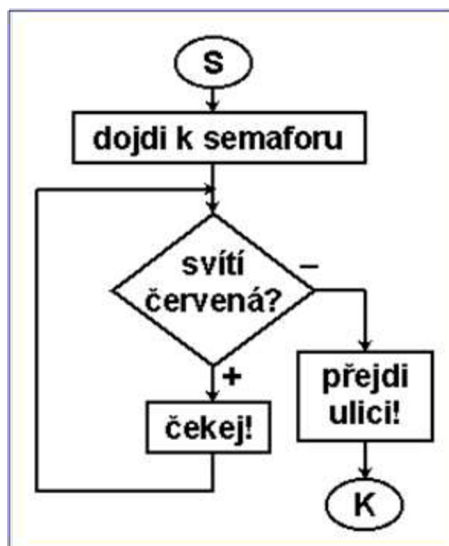 S
dojdi k semaforu
svítí
červená?
–
+
čekej!
přejdi
ulici!
K